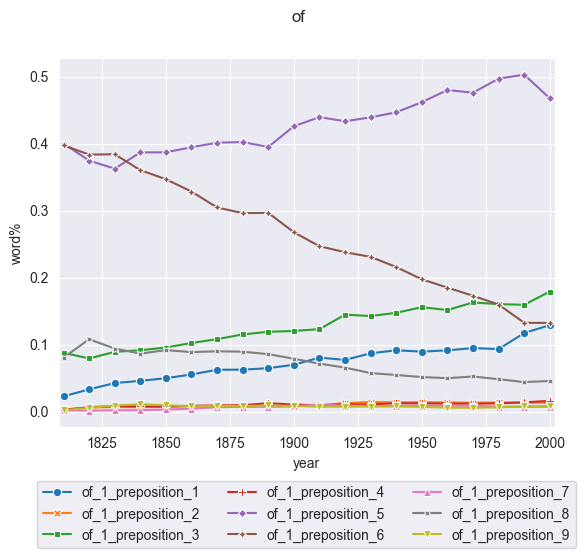 of
0.5
0.4
0.3
0.2
0.1
0.0
word%
1825 1850 1875 1900 1925 1950 1975 2000
year
of_1_preposition_1 of_1_preposition_4 of_1_preposition_7
of_1_preposition_2 of_1_preposition_5 of_1_preposition_8
of_1_preposition_3 of_1_preposition_6 of_1_preposition_9